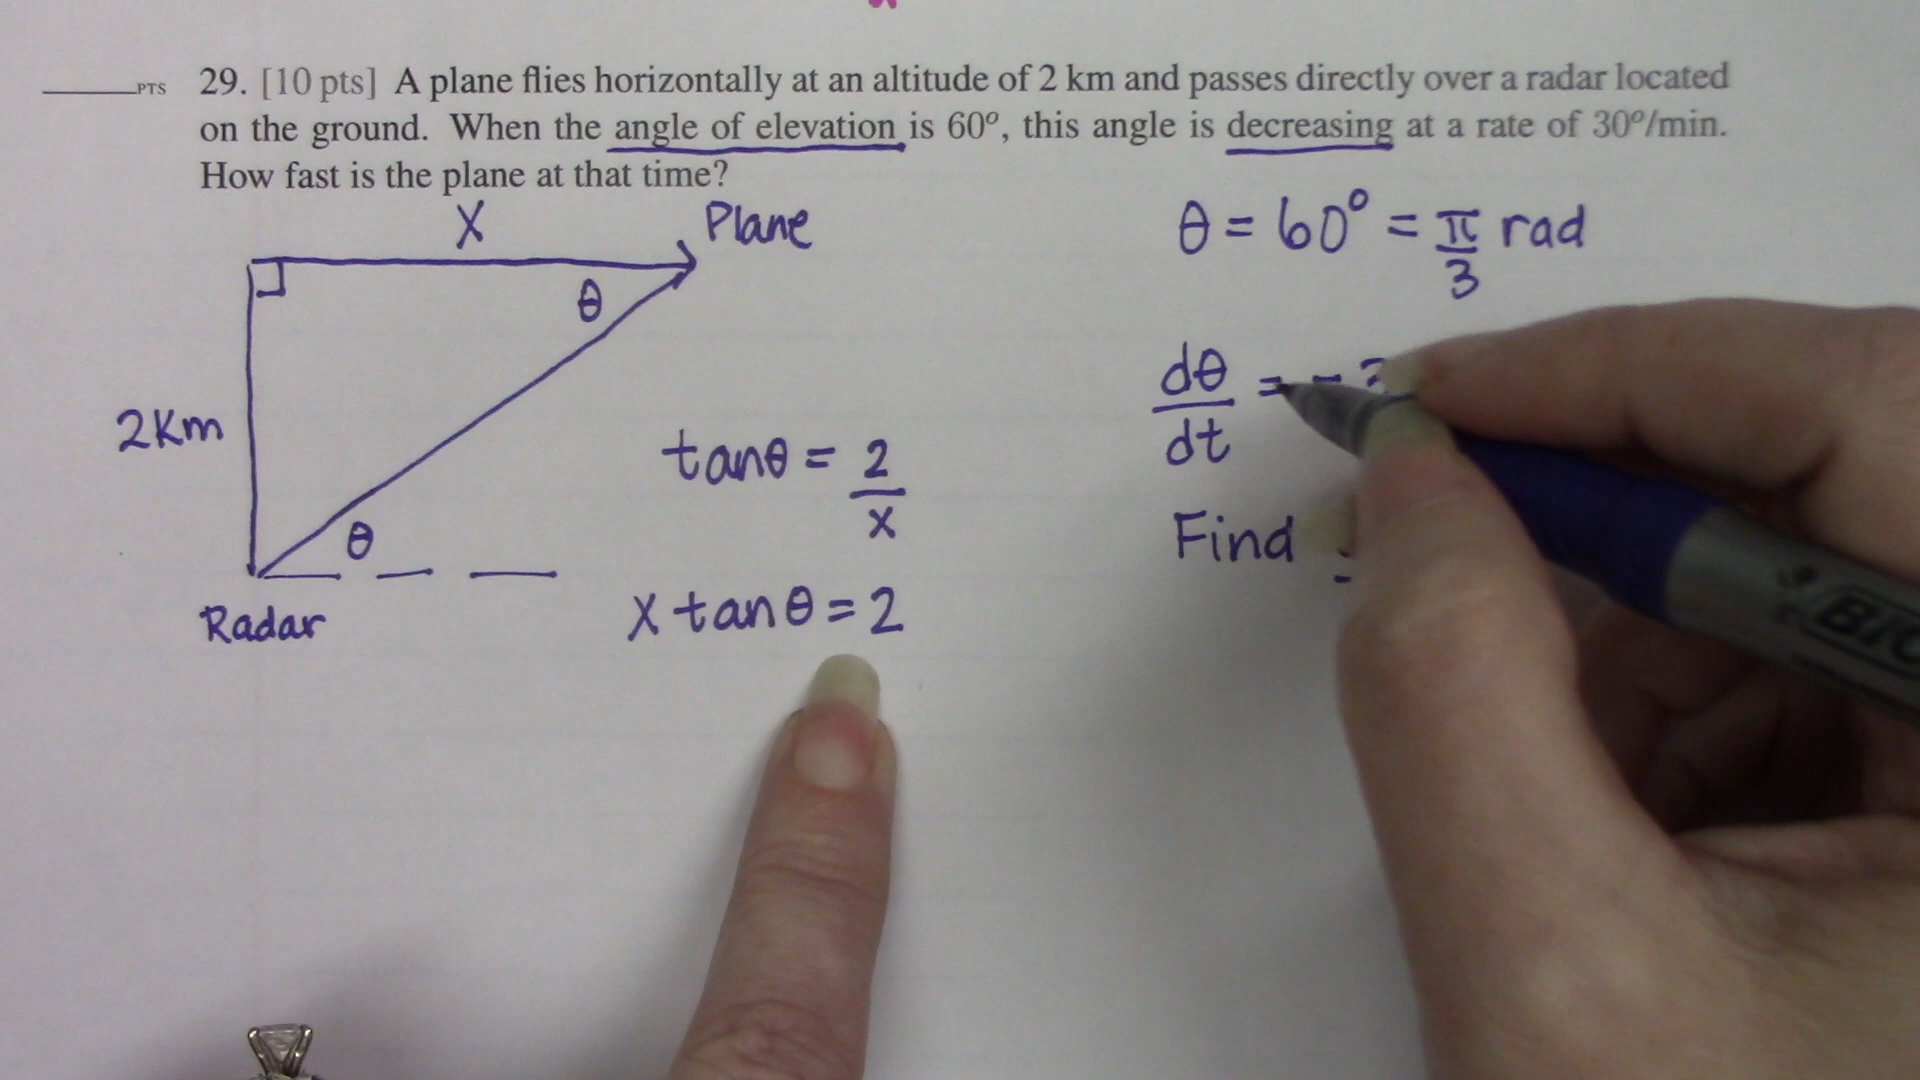 PTS 29. [10 pts] A plane flies horizontally at an altitude of 2 km and passes directly over a radar located
on the ground. When the angle of elevation is 60º, this angle is decreasing at a rate of 30º/min.
How fast is the plane at that time?
X
Plane
θ
2Km
θ
Radar
tanθ = 2/x
x tanθ = 2
θ = 60° = π/3 rad
dθ/dt = -
Find
BIC